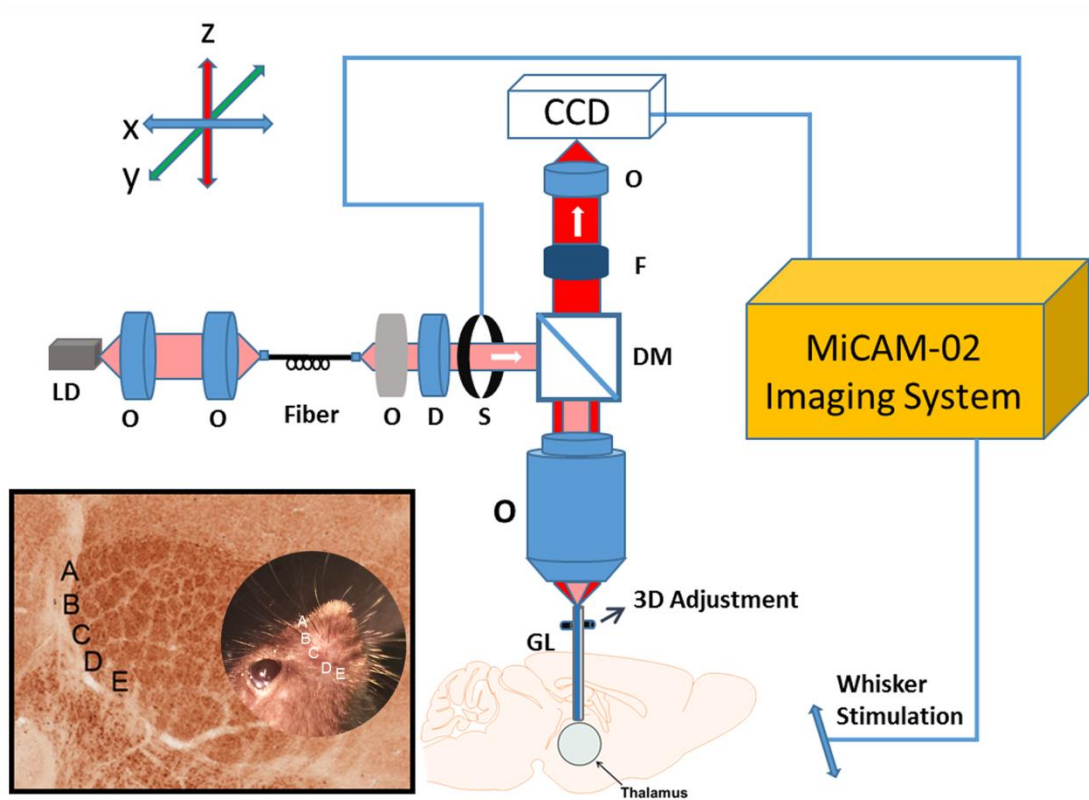 Z
X
y
CCD
O
F
DM
MiCAM-02
Imaging System
LD
O
O
Fiber
O
D
S
O
3D Adjustment
GL
Whisker
Stimulation
Thalamus
A
B
C
D
E
A
B
C
D
E